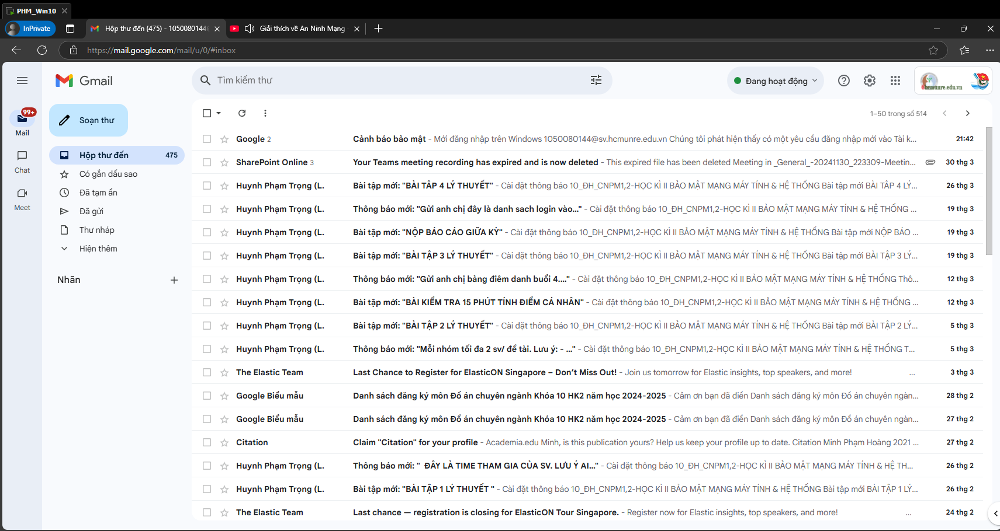 PHM_Win10
InPrivate
Hộp thư đến (475) - 1050080144
Giải thích về An Ninh Mạng -
https://mail.google.com/mail/u/0/#inbox
Gmail
Tìm kiếm thư
Đang hoạt động
hcmunre.edu.vn
99+
Mail
Chat
Meet
Soạn thư
Hộp thư đến 475
Có gắn dấu sao
Đã tạm ẩn
Đã gửi
Thư nháp
Hiện thêm
Nhãn
1–50 trong số 514
Google 2 Cảnh báo bảo mật - Mới đăng nhập trên Windows 1050080144@sv.hcmunre.edu.vn Chúng tôi phát hiện thấy có một yêu cầu đăng nhập mới vào Tài k... 21:42
SharePoint Online 3 Your Teams meeting recording has expired and is now deleted - This expired file has been deleted Meeting in _General_-20241130_223309-Meetin... 30 thg 3
Huynh Phạm Trọng (L. Bài tập mới: "BÀI TÂP 4 LÝ THUYẾT" - Cài đặt thông báo 10_ĐH_CNPM1,2-HỌC KÌ II BẢO MẬT MẠNG MÁY TÍNH & HỆ THỐNG Bài tập mới BÀI TÂP 4 LÝ... 26 thg 3
Huynh Phạm Trọng (L. Thông báo mới: "Gửi anh chị đây là danh sach login vào..." - Cài đặt thông báo 10_ĐH_CNPM1,2-HỌC KÌ II BẢO MẬT MẠNG MÁY TÍNH & HỆ THỐNG ... 19 thg 3
Huynh Phạm Trọng (L. Bài tập mới: "NỘP BÁO CÁO GIỮA KỲ" - Cài đặt thông báo 10_ĐH_CNPM1,2-HỌC KÌ II BẢO MẬT MẠNG MÁY TÍNH & HỆ THỐNG Bài tập mới NỘP BÁO ... 19 thg 3
Huynh Phạm Trọng (L. Bài tập mới: "BÀI TẬP 3 LÝ THUYẾT" - Cài đặt thông báo 10_ĐH_CNPM1,2-HỌC KÌ II BẢO MẬT MẠNG MÁY TÍNH & HỆ THỐNG Bài tập mới BÀI TẬP 3 LÝ... 19 thg 3
Huynh Phạm Trọng (L. Thông báo mới: "Gửi anh chị bảng điêm danh buổi 4...." - Cài đặt thông báo 10_ĐH_CNPM1,2-HỌC KÌ II BẢO MẬT MẠNG MÁY TÍNH & HỆ THỐNG Thô... 12 thg 3
Huynh Phạm Trọng (L. Bài tập mới: "BÀI KIỂM TRA 15 PHÚT TÍNH ĐIỂM CÁ NHÂN" - Cài đặt thông báo 10_ĐH_CNPM1,2-HỌC KÌ II BẢO MẬT MẠNG MÁY TÍNH & HỆ THỐNG ... 12 thg 3
Huynh Phạm Trọng (L. Bài tập mới: "BÀI TẬP 2 LÝ THUYẾT" - Cài đặt thông báo 10_ĐH_CNPM1,2-HỌC KÌ II BẢO MẬT MẠNG MÁY TÍNH & HỆ THỐNG Bài tập mới BÀI TẬP 2 LÝ... 5 thg 3
Huynh Phạm Trọng (L. Thông báo mới: "Mỗi nhóm tối đa 2 sv/ đề tài. Lưu ý: - ..." - Cài đặt thông báo 10_ĐH_CNPM1,2-HỌC KÌ II BẢO MẬT MẠNG MÁY TÍNH & HỆ THỐNG T... 5 thg 3
The Elastic Team Last Chance to Register for ElasticON Singapore – Don’t Miss Out! - Join us tomorrow for Elastic insights, top speakers, and more! ... 3 thg 3
Google Biểu mẫu Danh sách đăng ký môn Đồ án chuyên ngành Khóa 10 HK2 năm học 2024-2025 - Cảm ơn bạn đã điền Danh sách đăng ký môn Đồ án chuyên ngàn... 28 thg 2
Google Biểu mẫu Danh sách đăng ký môn Đồ án chuyên ngành Khóa 10 HK2 năm học 2024-2025 - Cảm ơn bạn đã điền Danh sách đăng ký môn Đồ án chuyên ngàn... 27 thg 2
Citation Claim "Citation" for your profile - Academia.edu Minh, is this publication yours? Help us keep your profile up to date. Citation Minh Phạm Hoàng 2021 ... 27 thg 2
Huynh Phạm Trọng (L. Thông báo mới: " ĐÂY LÀ TIME THAM GIA CỦA SV. LƯU Ý AI..." - Cài đặt thông báo 10_ĐH_CNPM1,2-HỌC KÌ II BẢO MẬT MẠNG MÁY TÍNH & HỆ TH... 26 thg 2
Huynh Phạm Trọng (L. Bài tập mới: "BÀI TẬP 1 LÝ THUYẾT " - Cài đặt thông báo 10_ĐH_CNPM1,2-HỌC KÌ II BẢO MẬT MẠNG MÁY TÍNH & HỆ THỐNG Bài tập mới BÀI TẬP 1 LÝ... 26 thg 2
The Elastic Team Last chance — registration is closing for ElasticON Tour Singapore. - Register now for Elastic insights, top speakers, and more! ... 24 thg 2